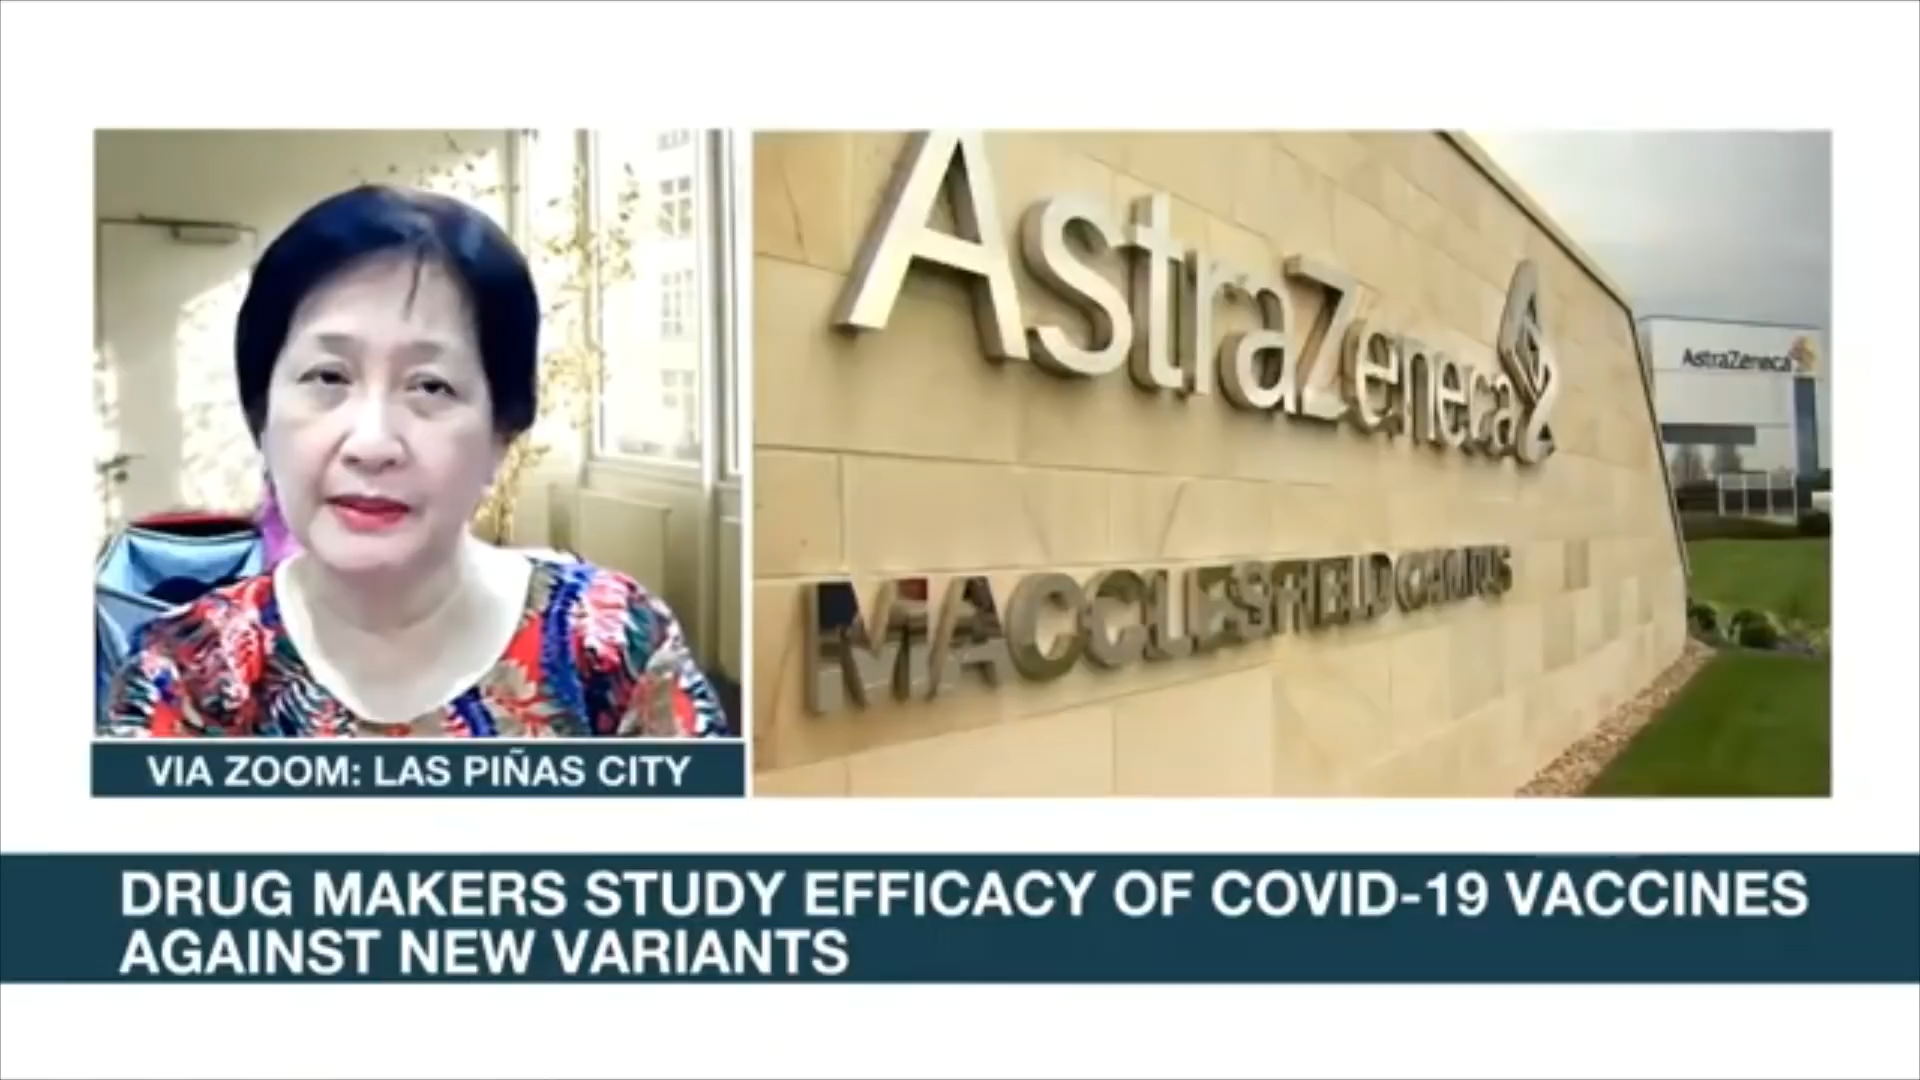 AstraZeneca
AstraZeneca
MACCLESFIELD CAMPUS
VIA ZOOM: LAS PIÑAS CITY
DRUG MAKERS STUDY EFFICACY OF COVID-19 VACCINES
AGAINST NEW VARIANTS